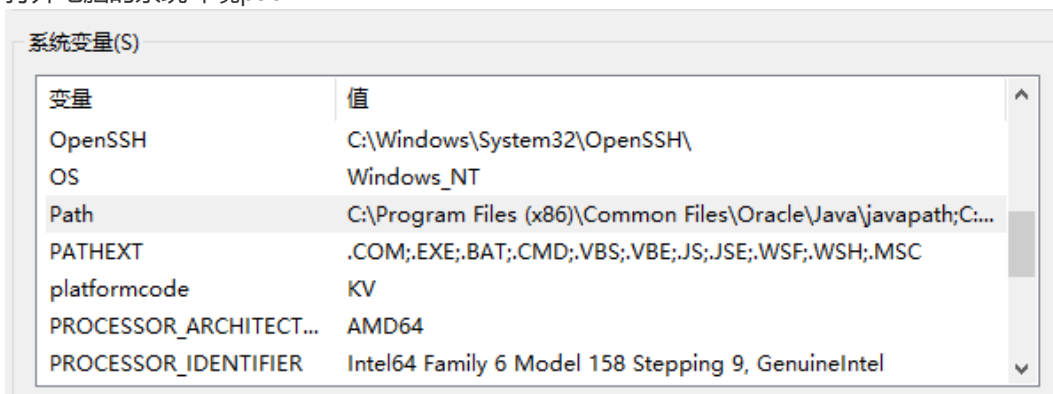 系统变量(S)
变量 值
OpenSSH C:\Windows\System32\OpenSSH\
OS Windows_NT
Path C:\Program Files (x86)\Common Files\Oracle\Java\javapath;C:...
PATHEXT .COM;.EXE;.BAT;.CMD;.VBS;.VBE;.JS;.JSE;.WSF;.WSH;.MSC
platformcode KV
PROCESSOR_ARCHITECT... AMD64
PROCESSOR_IDENTIFIER Intel64 Family 6 Model 158 Stepping 9, GenuineIntel